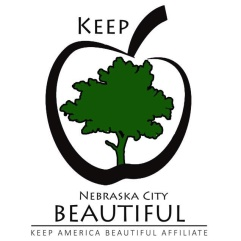 KEEP
NEBRASKA CITY
BEAUTIFUL
KEEP AMERICA BEAUTIFUL AFFILIATE